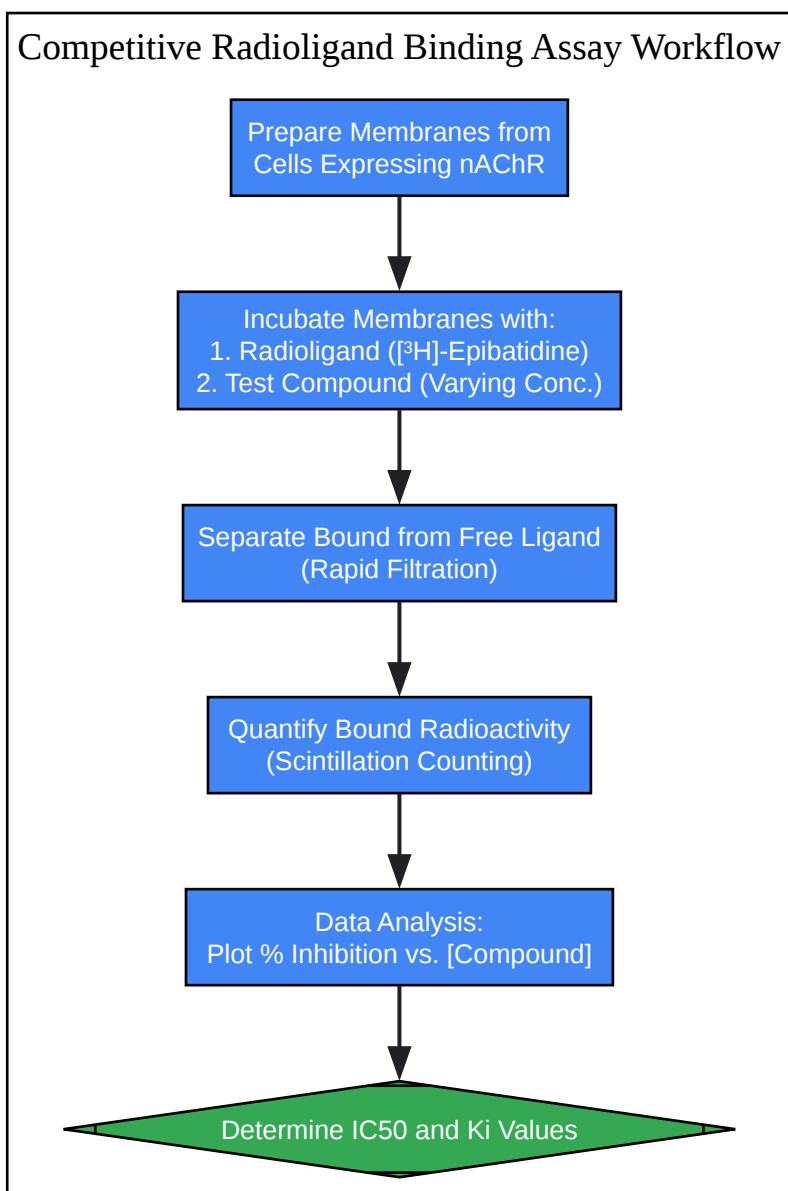 Competitive Radioligand Binding Assay Workflow
Prepare Membranes from
Cells Expressing nAChR
Incubate Membranes with:
1. Radioligand ([³H]-Epibatidine)
2. Test Compound (Varying Conc.)
Separate Bound from Free Ligand
(Rapid Filtration)
Quantify Bound Radioactivity
(Scintillation Counting)
Data Analysis:
Plot % Inhibition vs. [Compound]
Determine IC50 and Ki Values